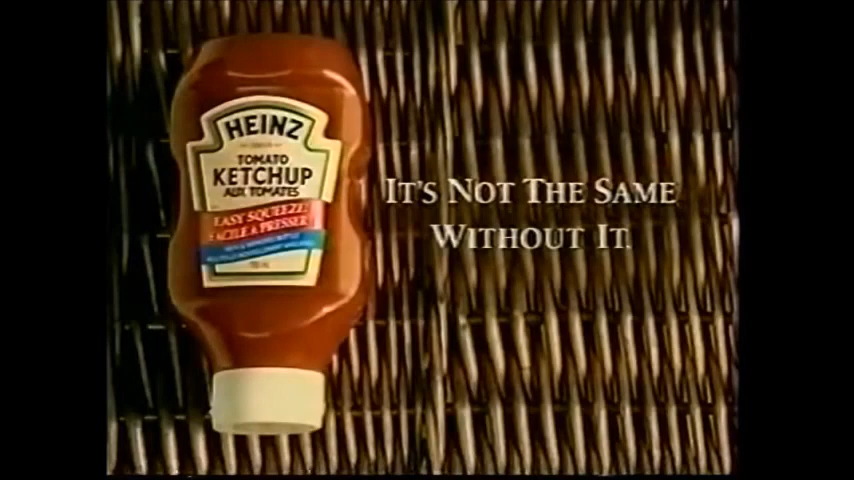 HEINZ
TOMATO
KETCHUP
AUX TOMATES
EASY SQUEEZE!
FACILE À PRESSER!
IT'S NOT THE SAME
WITHOUT IT.